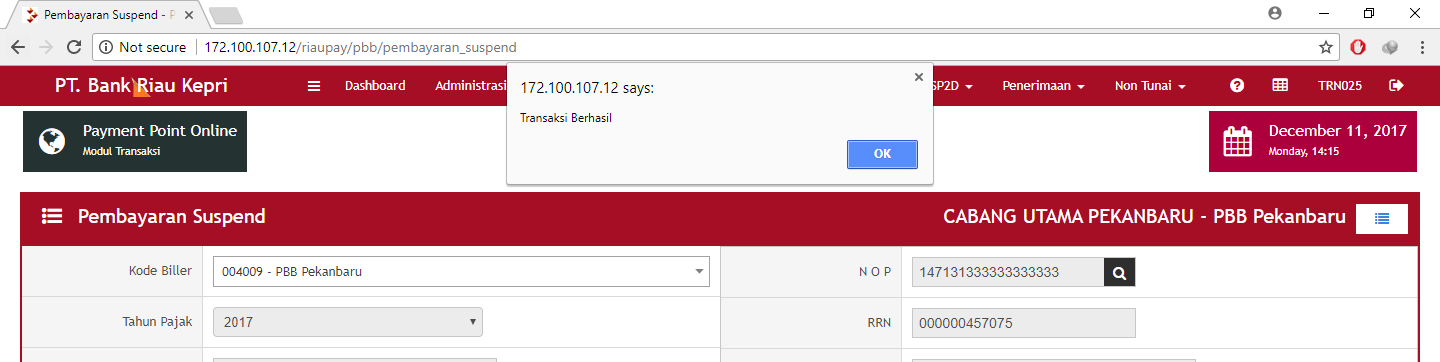 Pembayaran Suspend - P
Not secure 172.100.107.12/riaupay/pbb/pembayaran_suspend
PT. Bank Riau Kepri Dashboard Administrasi SP2D Penerimaan Non Tunai TRN025
172.100.107.12 says:
Transaksi Berhasil
OK
Payment Point Online
Modul Transaksi
December 11, 2017
Monday, 14:15
Pembayaran Suspend CABANG UTAMA PEKANBARU - PBB Pekanbaru
Kode Biller 004009 - PBB Pekanbaru N O P 147131333333333333
Tahun Pajak 2017 RRN 000000457075